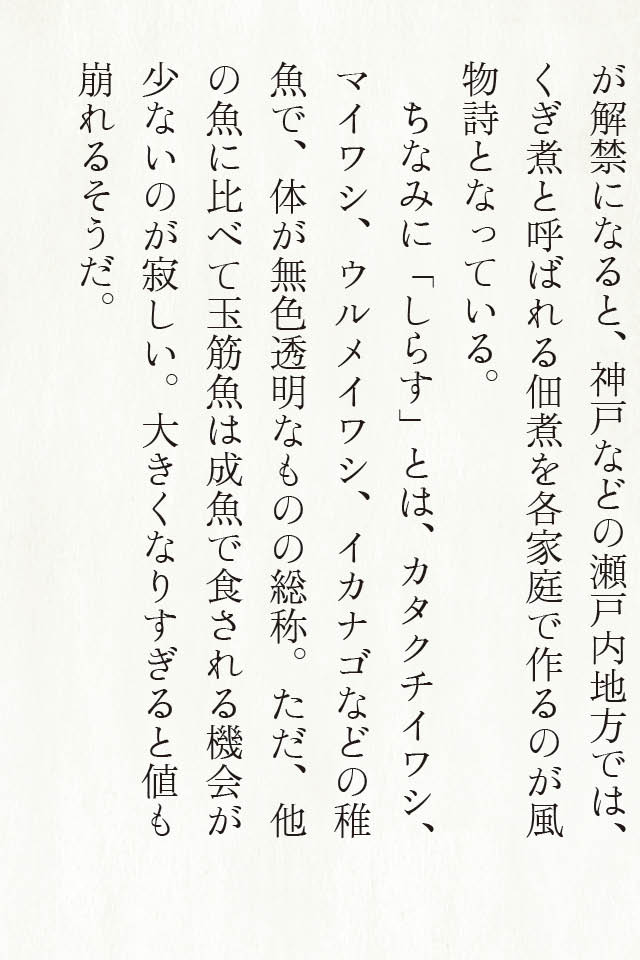 が解禁になると、神戸などの瀬戸内地方では、
くぎ煮と呼ばれる佃煮を各家庭で作るのが風
物詩となっている。
　ちなみに「しらす」とは、カタクチイワシ、
マイワシ、ウルメイワシ、イカナゴなどの稚
魚で、体が無色透明なものの総称。ただ、他
の魚に比べて玉筋魚は成魚で食される機会が
少ないのが寂しい。大きくなりすぎると値も
崩れるそうだ。